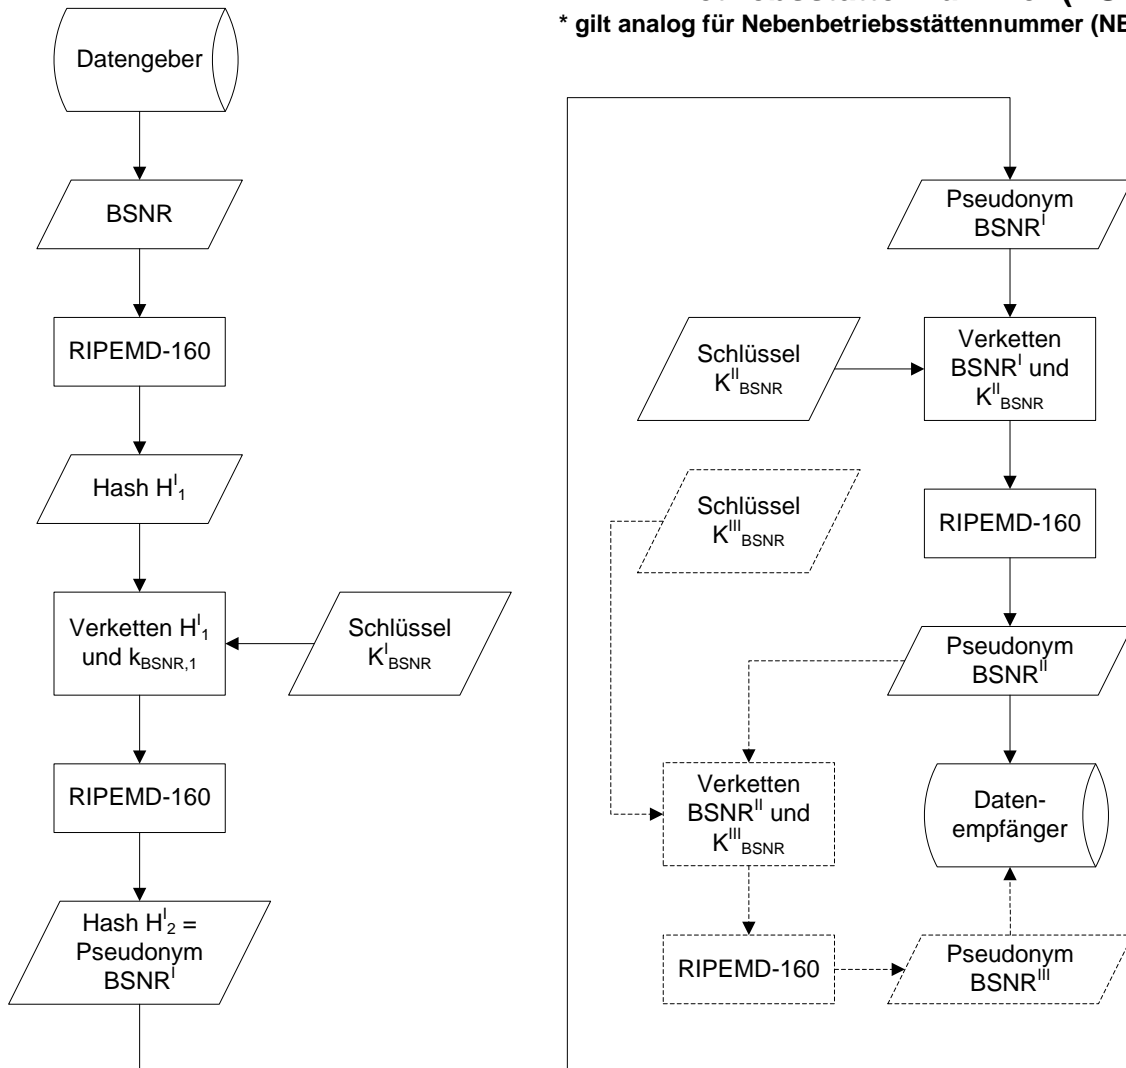 * gilt analog für Nebenbetriebsstättennummer (NE
Datengeber
BSNR
RIPEMD-160
Hash H^I_1
Verketten H^I_1
und k_BSNR,1
Schlüssel
K^I_BSNR
RIPEMD-160
Hash H^I_2 =
Pseudonym
BSNR^I
Pseudonym
BSNR^I
Schlüssel
K^II_BSNR
Verketten
BSNR^I und
K^II_BSNR
Schlüssel
K^III_BSNR
RIPEMD-160
Pseudonym
BSNR^II
Verketten
BSNR^II und
K^III_BSNR
Daten-
empfänger
RIPEMD-160
Pseudonym
BSNR^III